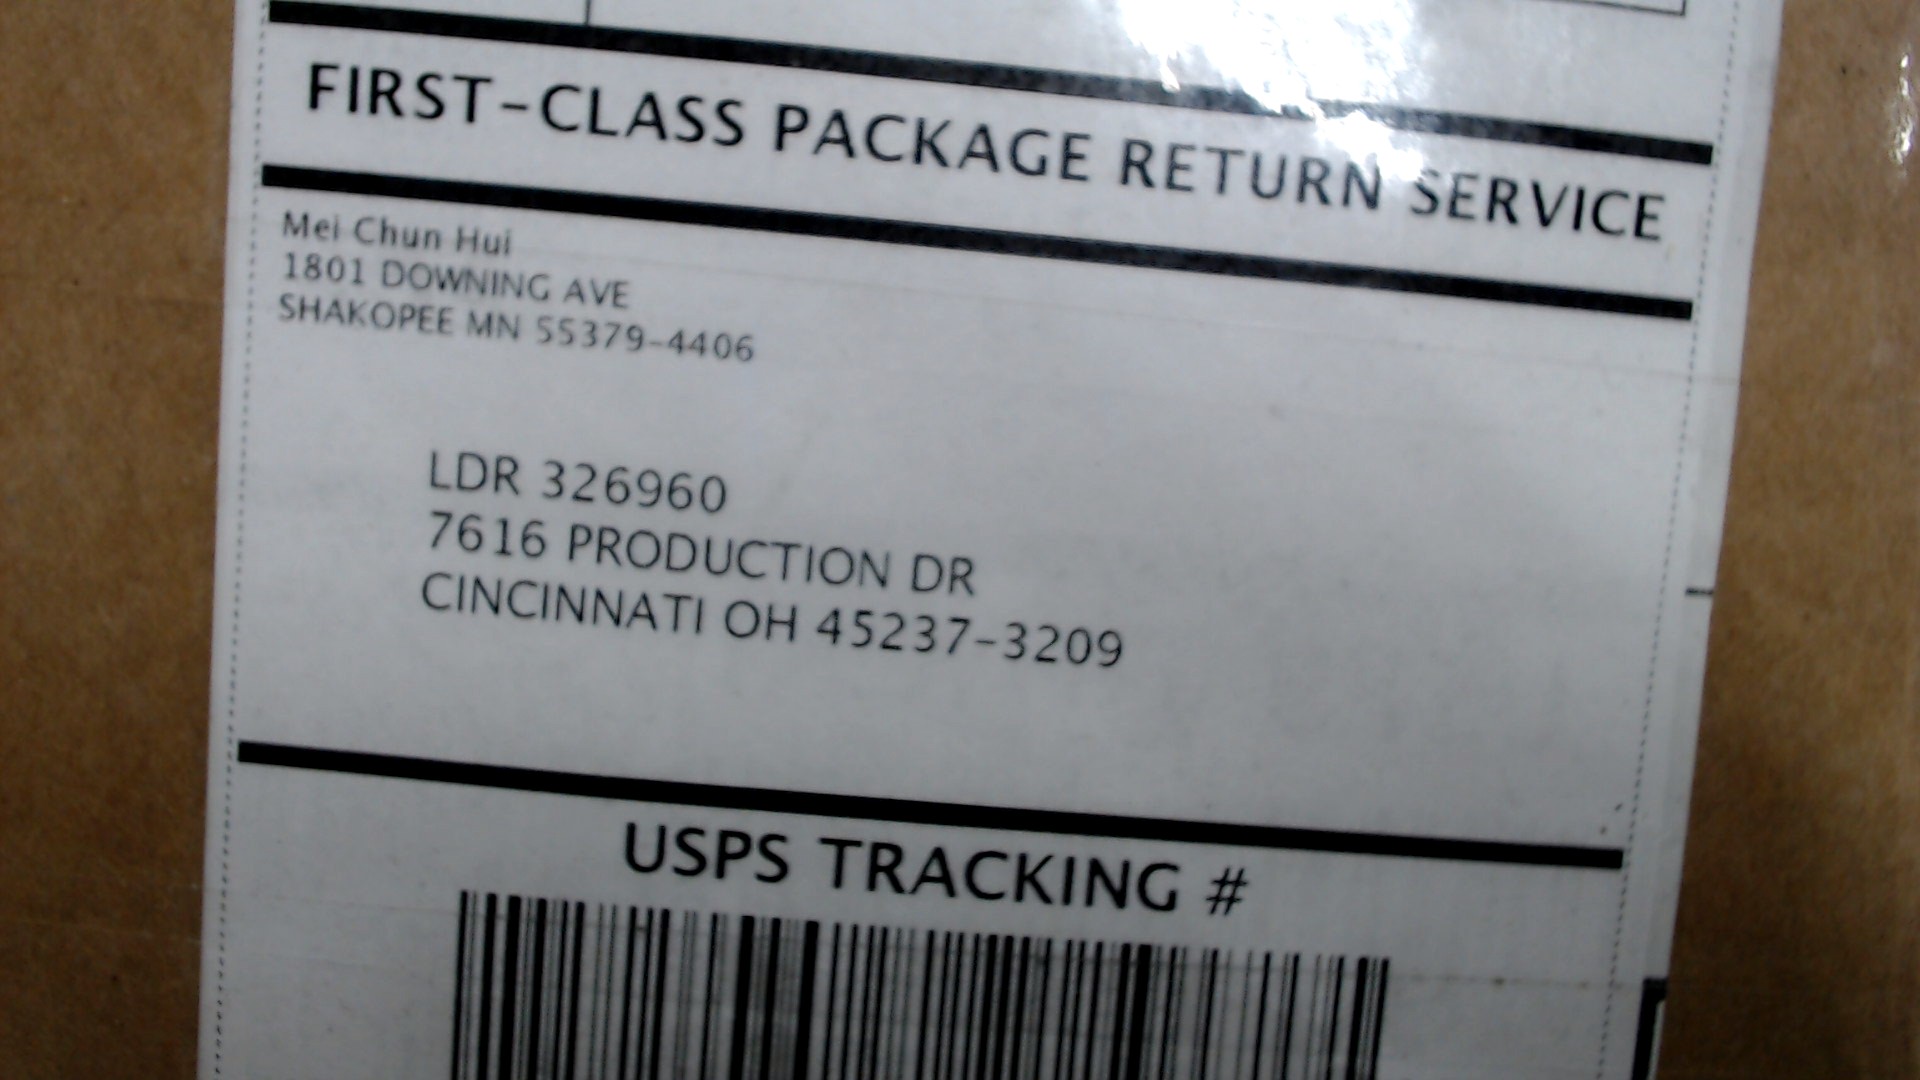 FIRST-CLASS PACKAGE RETURN SERVICE
Mei Chun Hui
1801 DOWNING AVE
SHAKOPEE MN 55379-4406
LDR 326960
7616 PRODUCTION DR
CINCINNATI OH 45237-3209
USPS TRACKING #